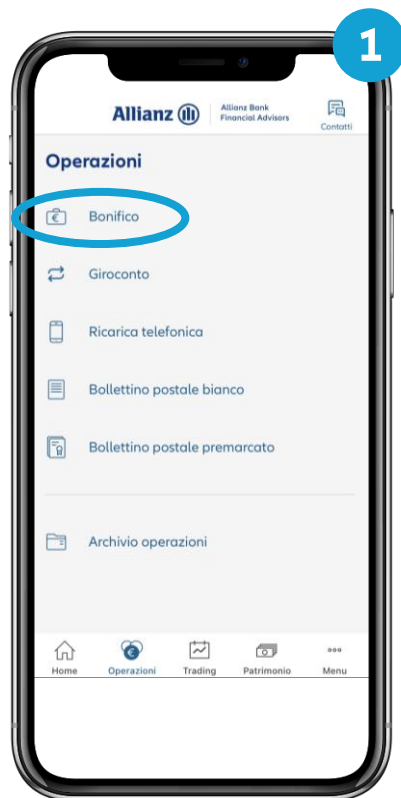 1
Allianz
Allianz Bank
Financial Advisors
Contatti
Operazioni
€ Bonifico
Giroconto
Ricarica telefonica
Bollettino postale bianco
Bollettino postale premarcato
Archivio operazioni
€
Home Operazioni Trading Patrimonio Menu